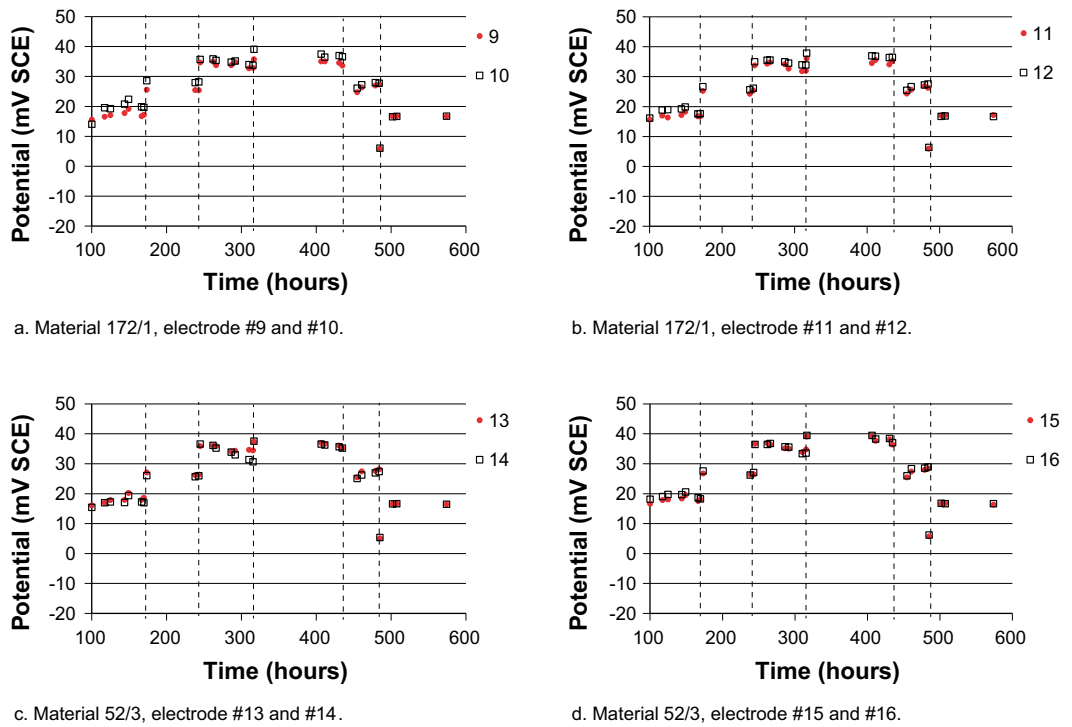 50
40
30
20
10
0
-10
-20
Potential (mV SCE)
100 200 300 400 500 600
Time (hours)
9
10
a. Material 172/1, electrode #9 and #10.
50
40
30
20
10
0
-10
-20
Potential (mV SCE)
100 200 300 400 500 600
Time (hours)
11
12
b. Material 172/1, electrode #11 and #12.
50
40
30
20
10
0
-10
-20
Potential (mV SCE)
100 200 300 400 500 600
Time (hours)
13
14
c. Material 52/3, electrode #13 and #14.
50
40
30
20
10
0
-10
-20
Potential (mV SCE)
100 200 300 400 500 600
Time (hours)
15
16
d. Material 52/3, electrode #15 and #16.